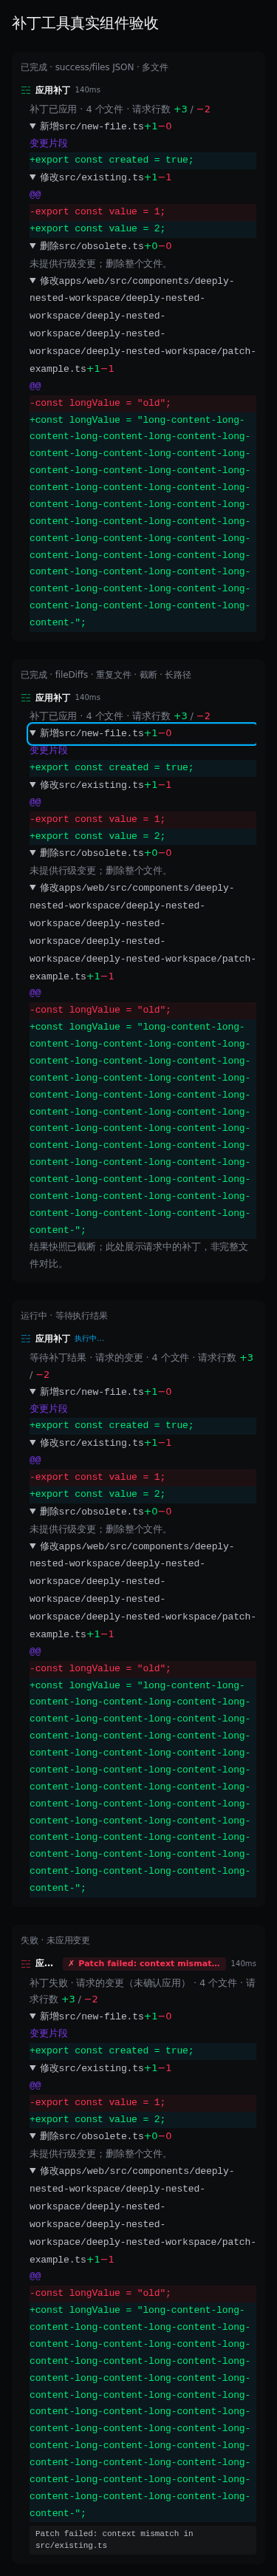 补丁工具真实组件验收
已完成 · success/files JSON · 多文件
应用补丁 140ms
补丁已应用 · 4 个文件 · 请求行数 +3 / −2
▼ 新增src/new-file.ts+1−0
变更片段
+export const created = true;
▼ 修改src/existing.ts+1−1
@@
-export const value = 1;
+export const value = 2;
▼ 删除src/obsolete.ts+0−0
未提供行级变更；删除整个文件。
▼ 修改apps/web/src/components/deeply-
nested-workspace/deeply-nested-
workspace/deeply-nested-
workspace/deeply-nested-
workspace/deeply-nested-workspace/patch-
example.ts+1−1
@@
-const longValue = "old";
+const longValue = "long-content-long-
content-long-content-long-content-long-
content-long-content-long-content-long-
content-long-content-long-content-long-
content-long-content-long-content-long-
content-long-content-long-content-long-
content-long-content-long-content-long-
content-long-content-long-content-long-
content-long-content-long-content-long-
content-long-content-long-content-long-
content-long-content-long-content-long-
content-long-content-long-content-long-
content-";
已完成 · fileDiffs · 重复文件 · 截断 · 长路径
应用补丁 140ms
补丁已应用 · 4 个文件 · 请求行数 +3 / −2
▼ 新增src/new-file.ts+1−0
变更片段
+export const created = true;
▼ 修改src/existing.ts+1−1
@@
-export const value = 1;
+export const value = 2;
▼ 删除src/obsolete.ts+0−0
未提供行级变更；删除整个文件。
▼ 修改apps/web/src/components/deeply-
nested-workspace/deeply-nested-
workspace/deeply-nested-
workspace/deeply-nested-
workspace/deeply-nested-workspace/patch-
example.ts+1−1
@@
-const longValue = "old";
+const longValue = "long-content-long-
content-long-content-long-content-long-
content-long-content-long-content-long-
content-long-content-long-content-long-
content-long-content-long-content-long-
content-long-content-long-content-long-
content-long-content-long-content-long-
content-long-content-long-content-long-
content-long-content-long-content-long-
content-long-content-long-content-long-
content-long-content-long-content-long-
content-long-content-long-content-long-
content-";
结果快照已截断；此处展示请求中的补丁，非完整文
件对比。
运行中 · 等待执行结果
应用补丁 执行中…
等待补丁结果 · 请求的变更 · 4 个文件 · 请求行数 +3
/ −2
▼ 新增src/new-file.ts+1−0
变更片段
+export const created = true;
▼ 修改src/existing.ts+1−1
@@
-export const value = 1;
+export const value = 2;
▼ 删除src/obsolete.ts+0−0
未提供行级变更；删除整个文件。
▼ 修改apps/web/src/components/deeply-
nested-workspace/deeply-nested-
workspace/deeply-nested-
workspace/deeply-nested-
workspace/deeply-nested-workspace/patch-
example.ts+1−1
@@
-const longValue = "old";
+const longValue = "long-content-long-
content-long-content-long-content-long-
content-long-content-long-content-long-
content-long-content-long-content-long-
content-long-content-long-content-long-
content-long-content-long-content-long-
content-long-content-long-content-long-
content-long-content-long-content-long-
content-long-content-long-content-long-
content-long-content-long-content-long-
content-long-content-long-content-long-
content-long-content-long-content-long-
content-";
失败 · 未应用变更
应… ✗ Patch failed: context mismat… 140ms
补丁失败 · 请求的变更（未确认应用） · 4 个文件 · 请
求行数 +3 / −2
▼ 新增src/new-file.ts+1−0
变更片段
+export const created = true;
▼ 修改src/existing.ts+1−1
@@
-export const value = 1;
+export const value = 2;
▼ 删除src/obsolete.ts+0−0
未提供行级变更；删除整个文件。
▼ 修改apps/web/src/components/deeply-
nested-workspace/deeply-nested-
workspace/deeply-nested-
workspace/deeply-nested-
workspace/deeply-nested-workspace/patch-
example.ts+1−1
@@
-const longValue = "old";
+const longValue = "long-content-long-
content-long-content-long-content-long-
content-long-content-long-content-long-
content-long-content-long-content-long-
content-long-content-long-content-long-
content-long-content-long-content-long-
content-long-content-long-content-long-
content-long-content-long-content-long-
content-long-content-long-content-long-
content-long-content-long-content-long-
content-long-content-long-content-long-
content-long-content-long-content-long-
content-";
Patch failed: context mismatch in
src/existing.ts